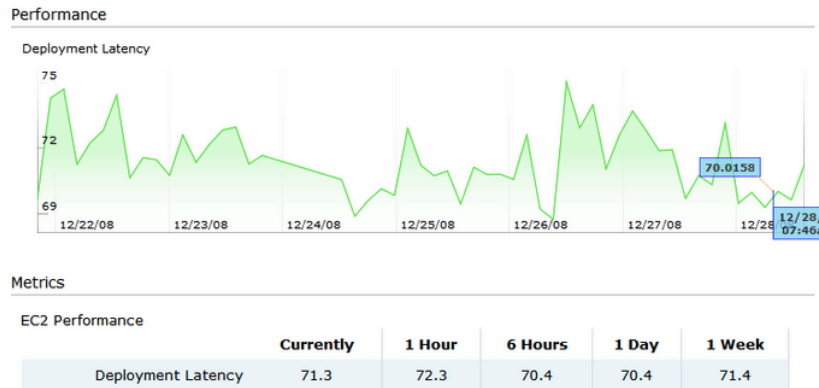 Performance
Deployment Latency
75
72
70.0158
69
12/22/08 12/23/08 12/24/08 12/25/08 12/26/08 12/27/08 12/28
12/28,
07:46
Metrics
EC2 Performance
Currently 1 Hour 6 Hours 1 Day 1 Week
Deployment Latency 71.3 72.3 70.4 70.4 71.4